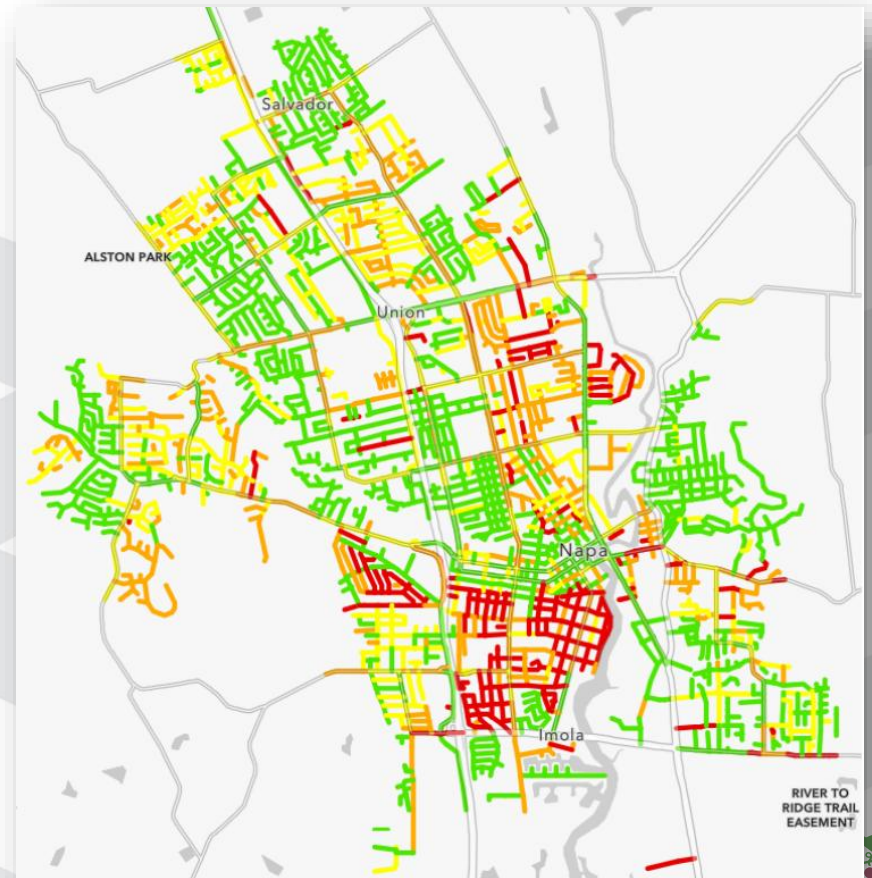 Salvador
ALSTON PARK
Union
Napa
Imola
RIVER TO
RIDGE TRAIL
EASEMENT